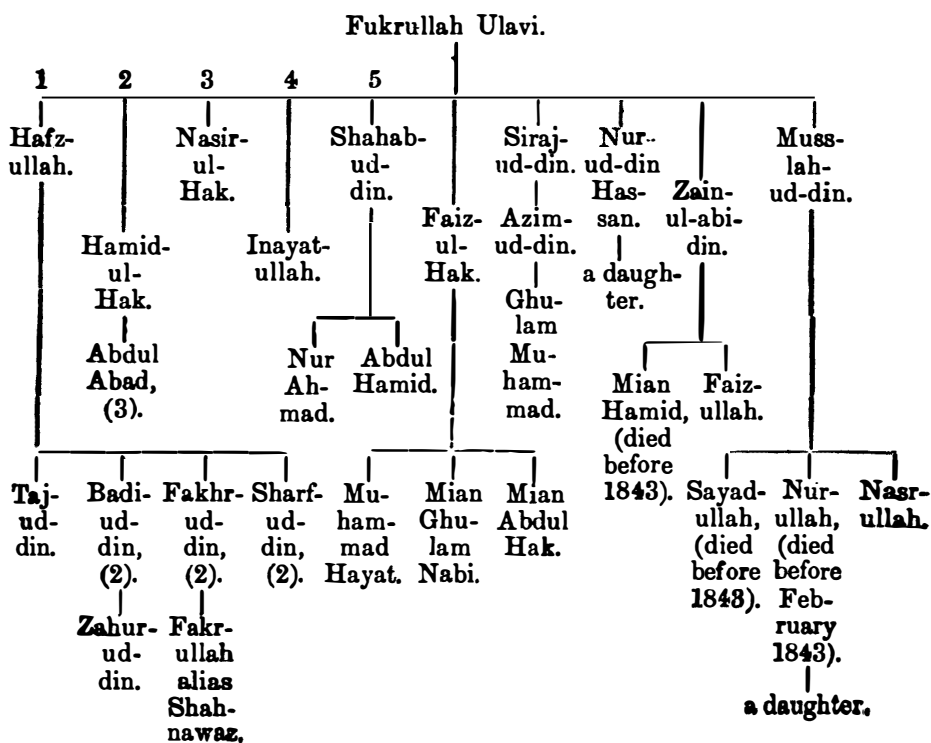 Fukrullah Ulavi.
1 2 3 4 5
Hafz-
ullah.
Hamid-
ul-
Hak.
Abdul
Abad,
(3).
Nasir-
ul-
Hak.
Inayat-
ullah.
Shahab-
ud-
din.
Nur
Ah-
mad.
Abdul
Hamid.
Faiz-
ul-
Hak.
Siraj-
ud-din.
Azim-
ud-din.
Ghu-
lam
Mu-
ham-
mad.
Nur-
ud-din
Has-
san.
a daugh-
ter.
Zain-
ul-abi-
din.
Mian
Hamid,
(died
before
1843).
Faiz-
ullah.
Muss-
lah-
ud-din.
Taj-
ud-
din.
Badi-
ud-
din,
(2).
Zahur-
ud-
din.
Fakhr-
ud-
din,
(2).
Fakr-
ullah
alias
Shah-
nawaz.
Sharf-
ud-
din,
(2).
Mu-
ham-
mad
Hayat.
Mian
Ghu-
lam
Nabi.
Mian
Abdul
Hak.
Sayad-
ullah,
(died
before
1843).
Nur-
ullah,
(died
before
Feb-
ruary
1843).
a daughter.
Nasr-
ullah.